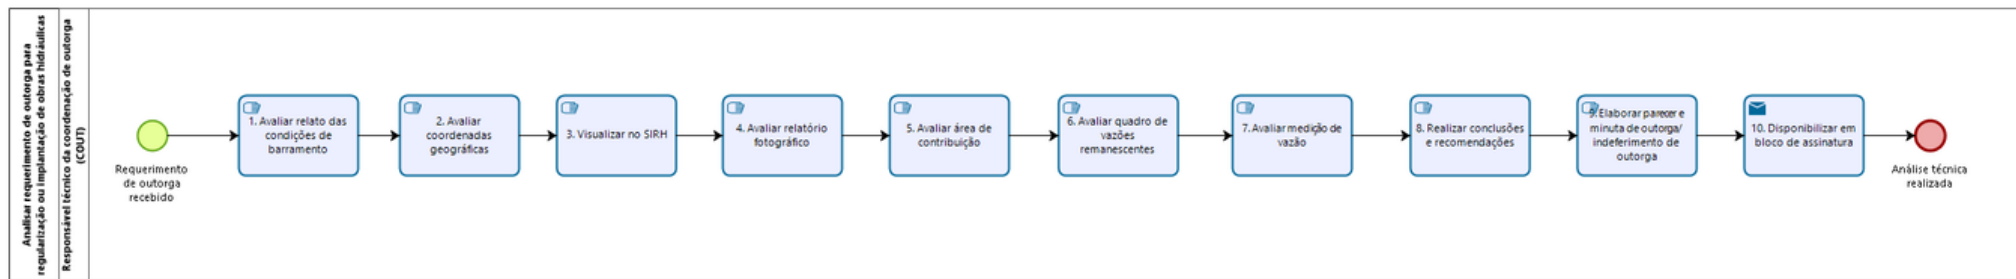 Analisar requerimento de outorga para
regularização ou implantação de obras hidráulicas
Responsável técnico da coordenação de outorga
(COUT)
Requerimento
de outorga
recebido
1. Avaliar relato das
condições de
barramento
2. Avaliar
coordenadas
geográficas
3. Visualizar no SIRH
4. Avaliar relatório
fotográfico
5. Avaliar área de
contribuição
6. Avaliar quadro de
vazões
remanescentes
7. Avaliar medição de
vazão
8. Realizar conclusões
e recomendações
9. Elaborar parecer e
minuta de outorga/
indeferimento de
outorga
10. Disponibilizar em
bloco de assinatura
Análise técnica
realizada